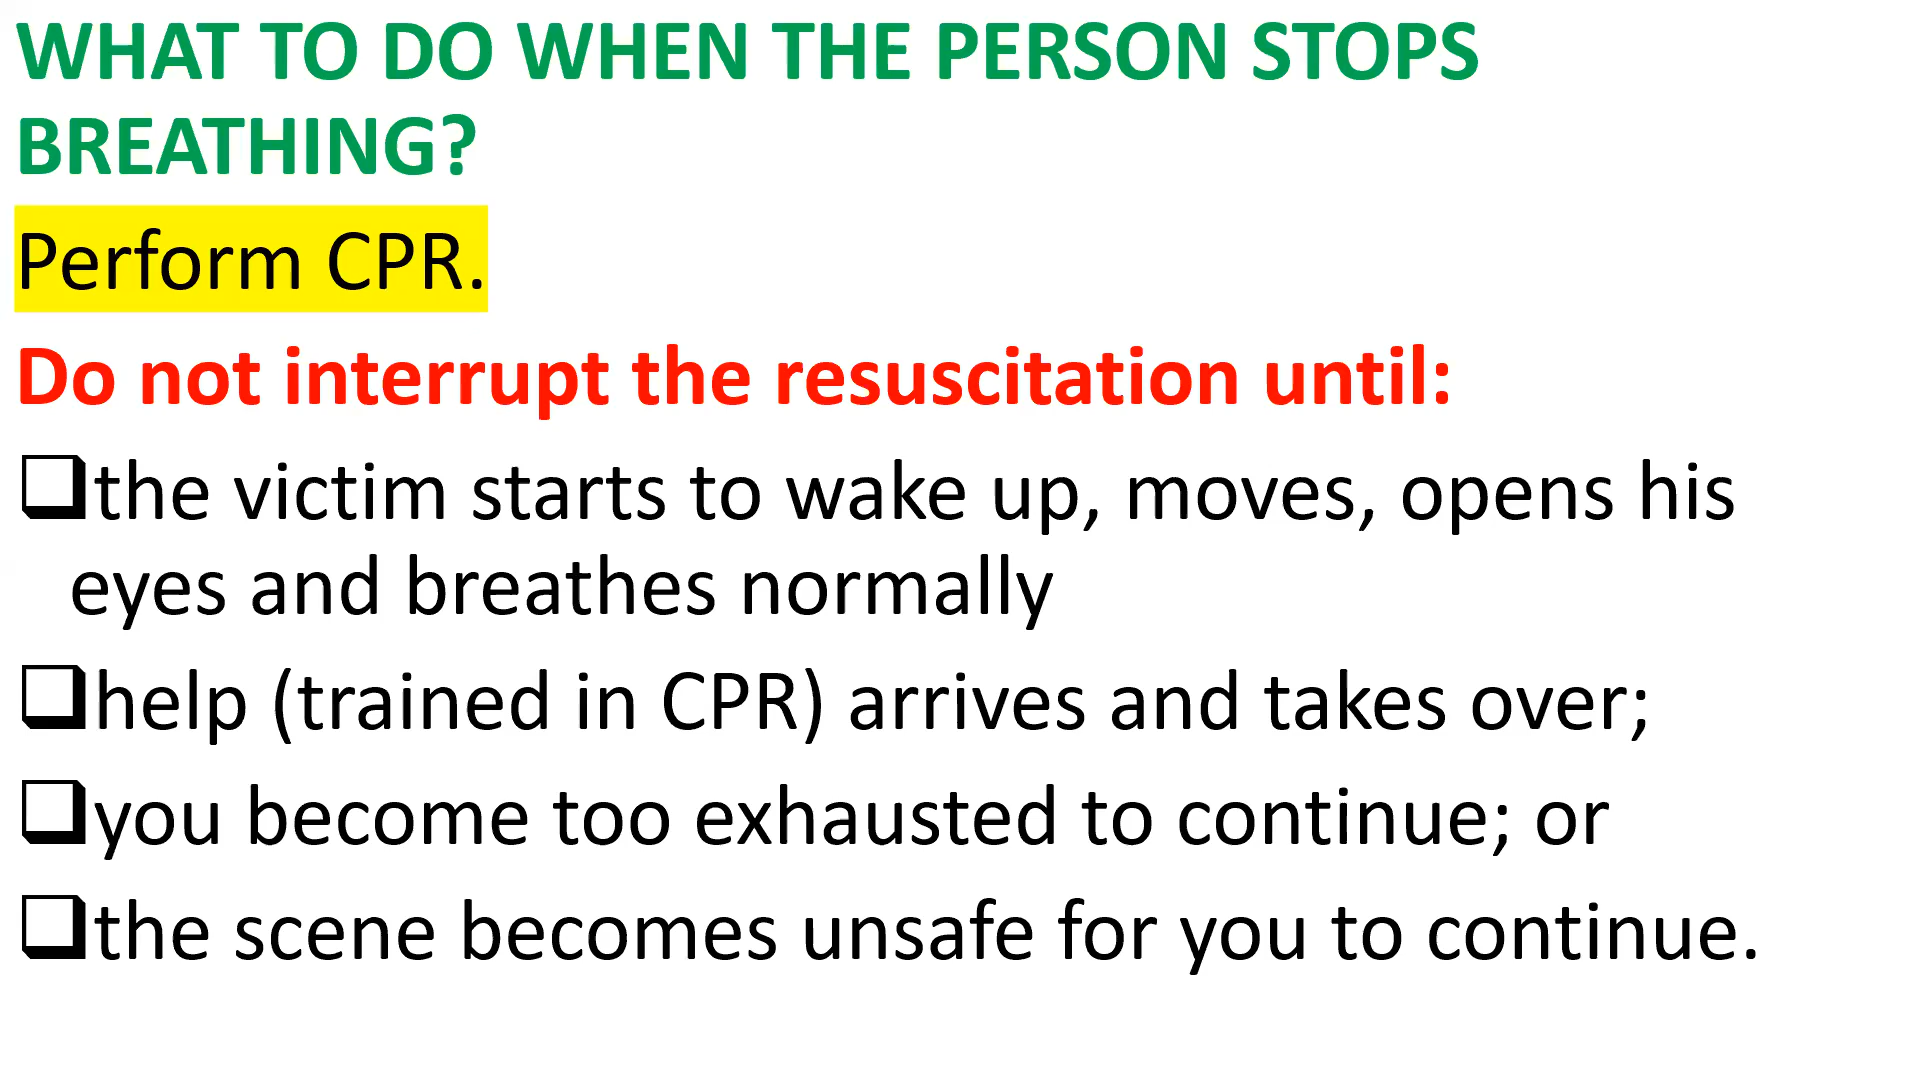 WHAT TO DO WHEN THE PERSON STOPS
BREATHING?
Perform CPR.
Do not interrupt the resuscitation until:
❑the victim starts to wake up, moves, opens his
eyes and breathes normally
❑help (trained in CPR) arrives and takes over;
❑you become too exhausted to continue; or
❑the scene becomes unsafe for you to continue.